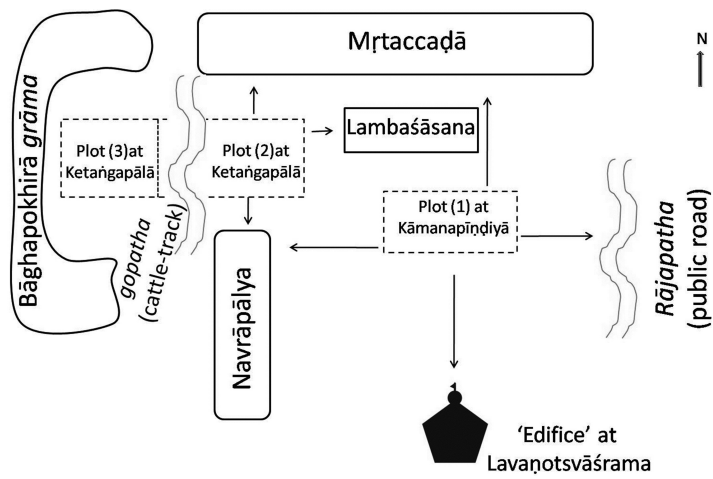 Mṛtaccaḍā
N
Bāghapokhirā grāma
Lambaśāsana
Plot (3)at
Ketaṅgapālā
Plot (2)at
Ketaṅgapālā
Plot (1) at
Kāmanapīṇḍiyā
gopatha
(cattle-track)
Rājapatha
(public road)
Navrāpālya
‘Edifice’ at
Lavaṇotsvāśrama